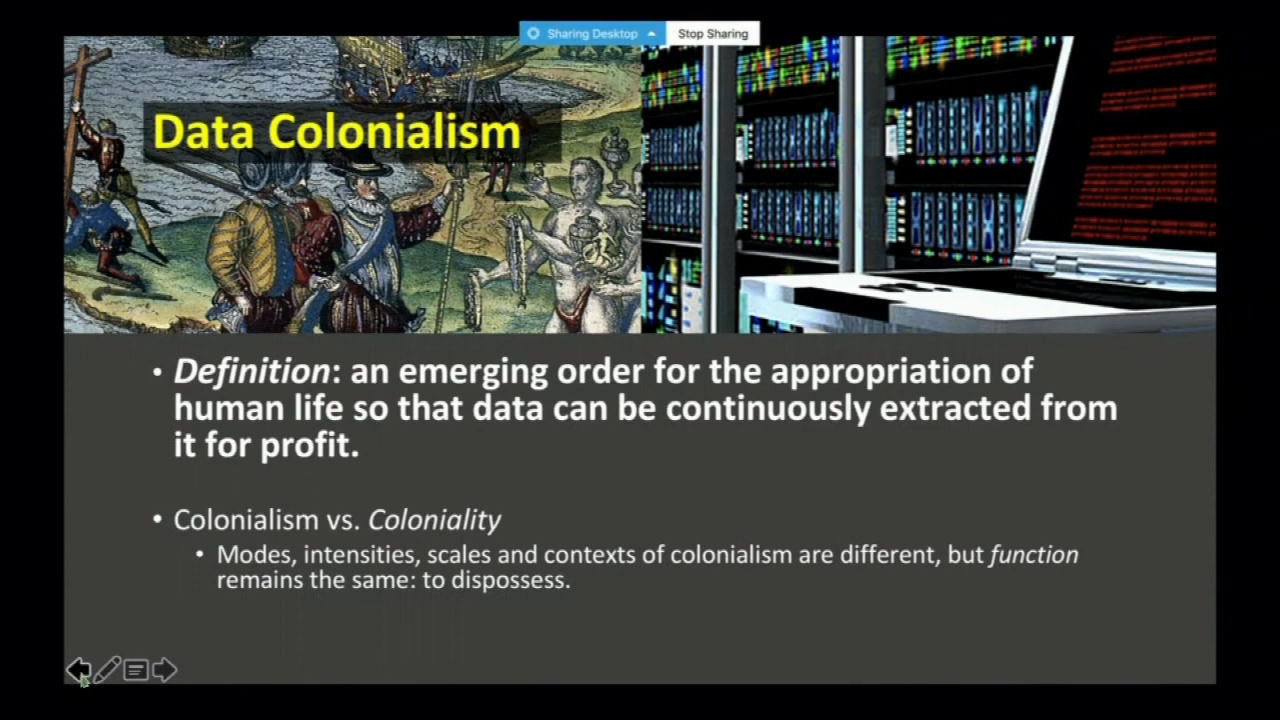 Sharing Desktop Stop Sharing
Data Colonialism
• Definition: an emerging order for the appropriation of
human life so that data can be continuously extracted from
it for profit.
• Colonialism vs. Coloniality
• Modes, intensities, scales and contexts of colonialism are different, but function
remains the same: to dispossess.